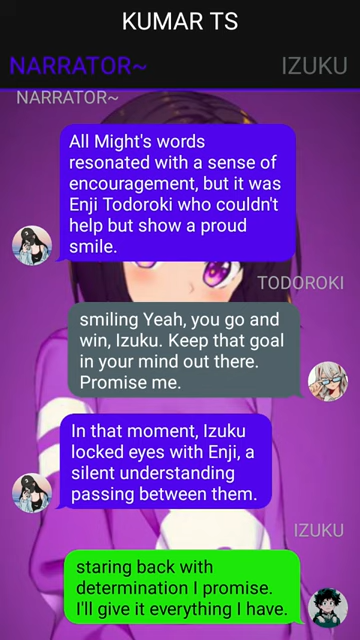 KUMAR TS
NARRATOR~
IZUKU
NARRATOR~
All Might's words
resonated with a sense of
encouragement, but it was
Enji Todoroki who couldn't
help but show a proud
smile.
TODOROKI
smiling Yeah, you go and
win, Izuku. Keep that goal
in your mind out there.
Promise me.
In that moment, Izuku
locked eyes with Enji, a
silent understanding
passing between them.
IZUKU
staring back with
determination I promise.
I'll give it everything I have.